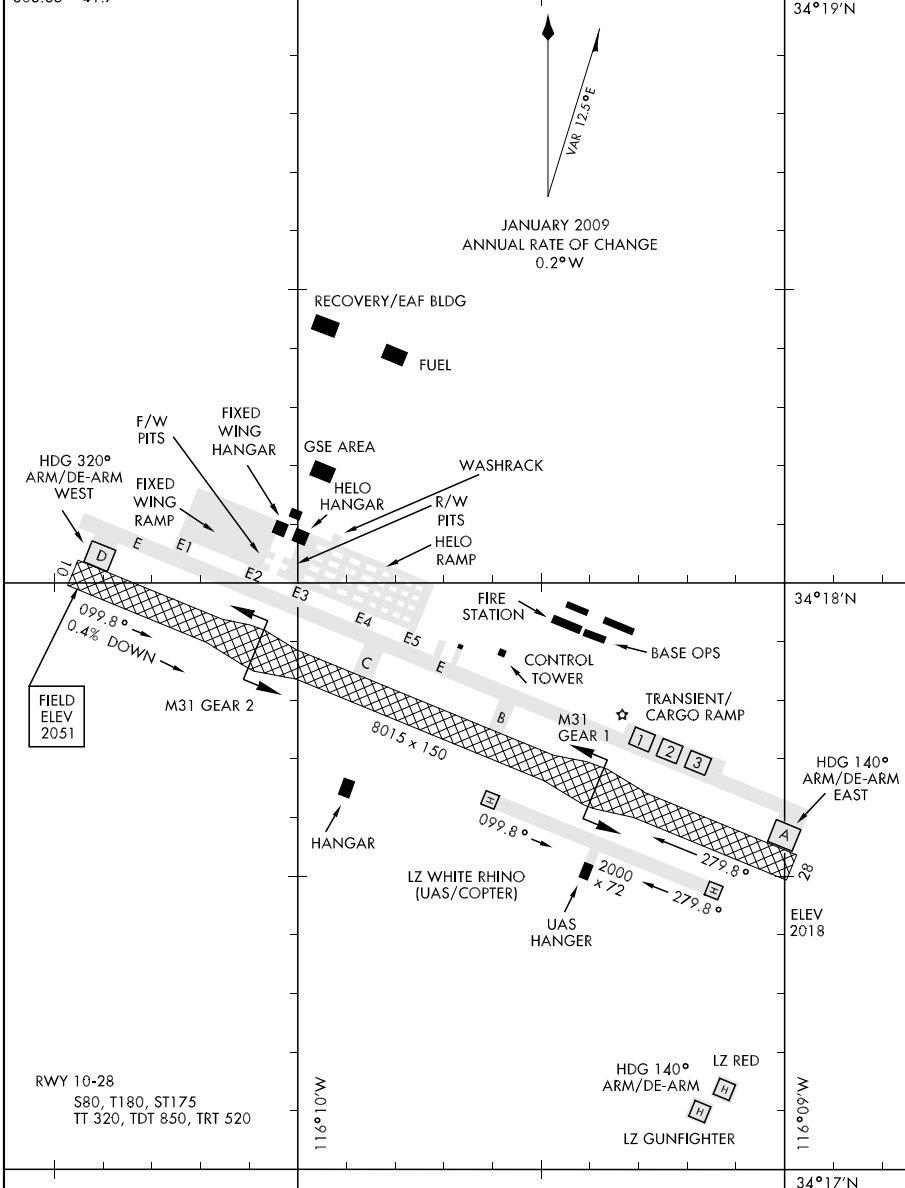 34°19'N
VAR 12.5°E
JANUARY 2009
ANNUAL RATE OF CHANGE
0.2° W
RECOVERY/EAF BLDG
FUEL
F/W
PITS
FIXED
WING
HANGAR
GSE AREA
WASHRACK
HDG 320°
ARM/DE-ARM
WEST
FIXED
WING
RAMP
HELO
HANGAR
R/W
PITS
HELO
RAMP
D
E
E1
E2
E3
E4
E5
E
10
34°18'N
099.8°
0.4% DOWN
FIRE
STATION
BASE OPS
CONTROL
TOWER
C
B
FIELD
ELEV
2051
M31 GEAR 2
8015 x 150
M31
GEAR 1
TRANSIENT/
CARGO RAMP
1
2
3
HDG 140°
ARM/DE-ARM
EAST
A
28
HANGAR
H
099.8°
279.8°
LZ WHITE RHINO
(UAS/COPTER)
2000
x 72
279.8°
H
UAS
HANGER
ELEV
2018
RWY 10-28
S80, T180, ST175
TT 320, TDT 850, TRT 520
116°10'W
HDG 140°
ARM/DE-ARM
LZ RED
H
H
LZ GUNFIGHTER
116°09'W
34°17'N